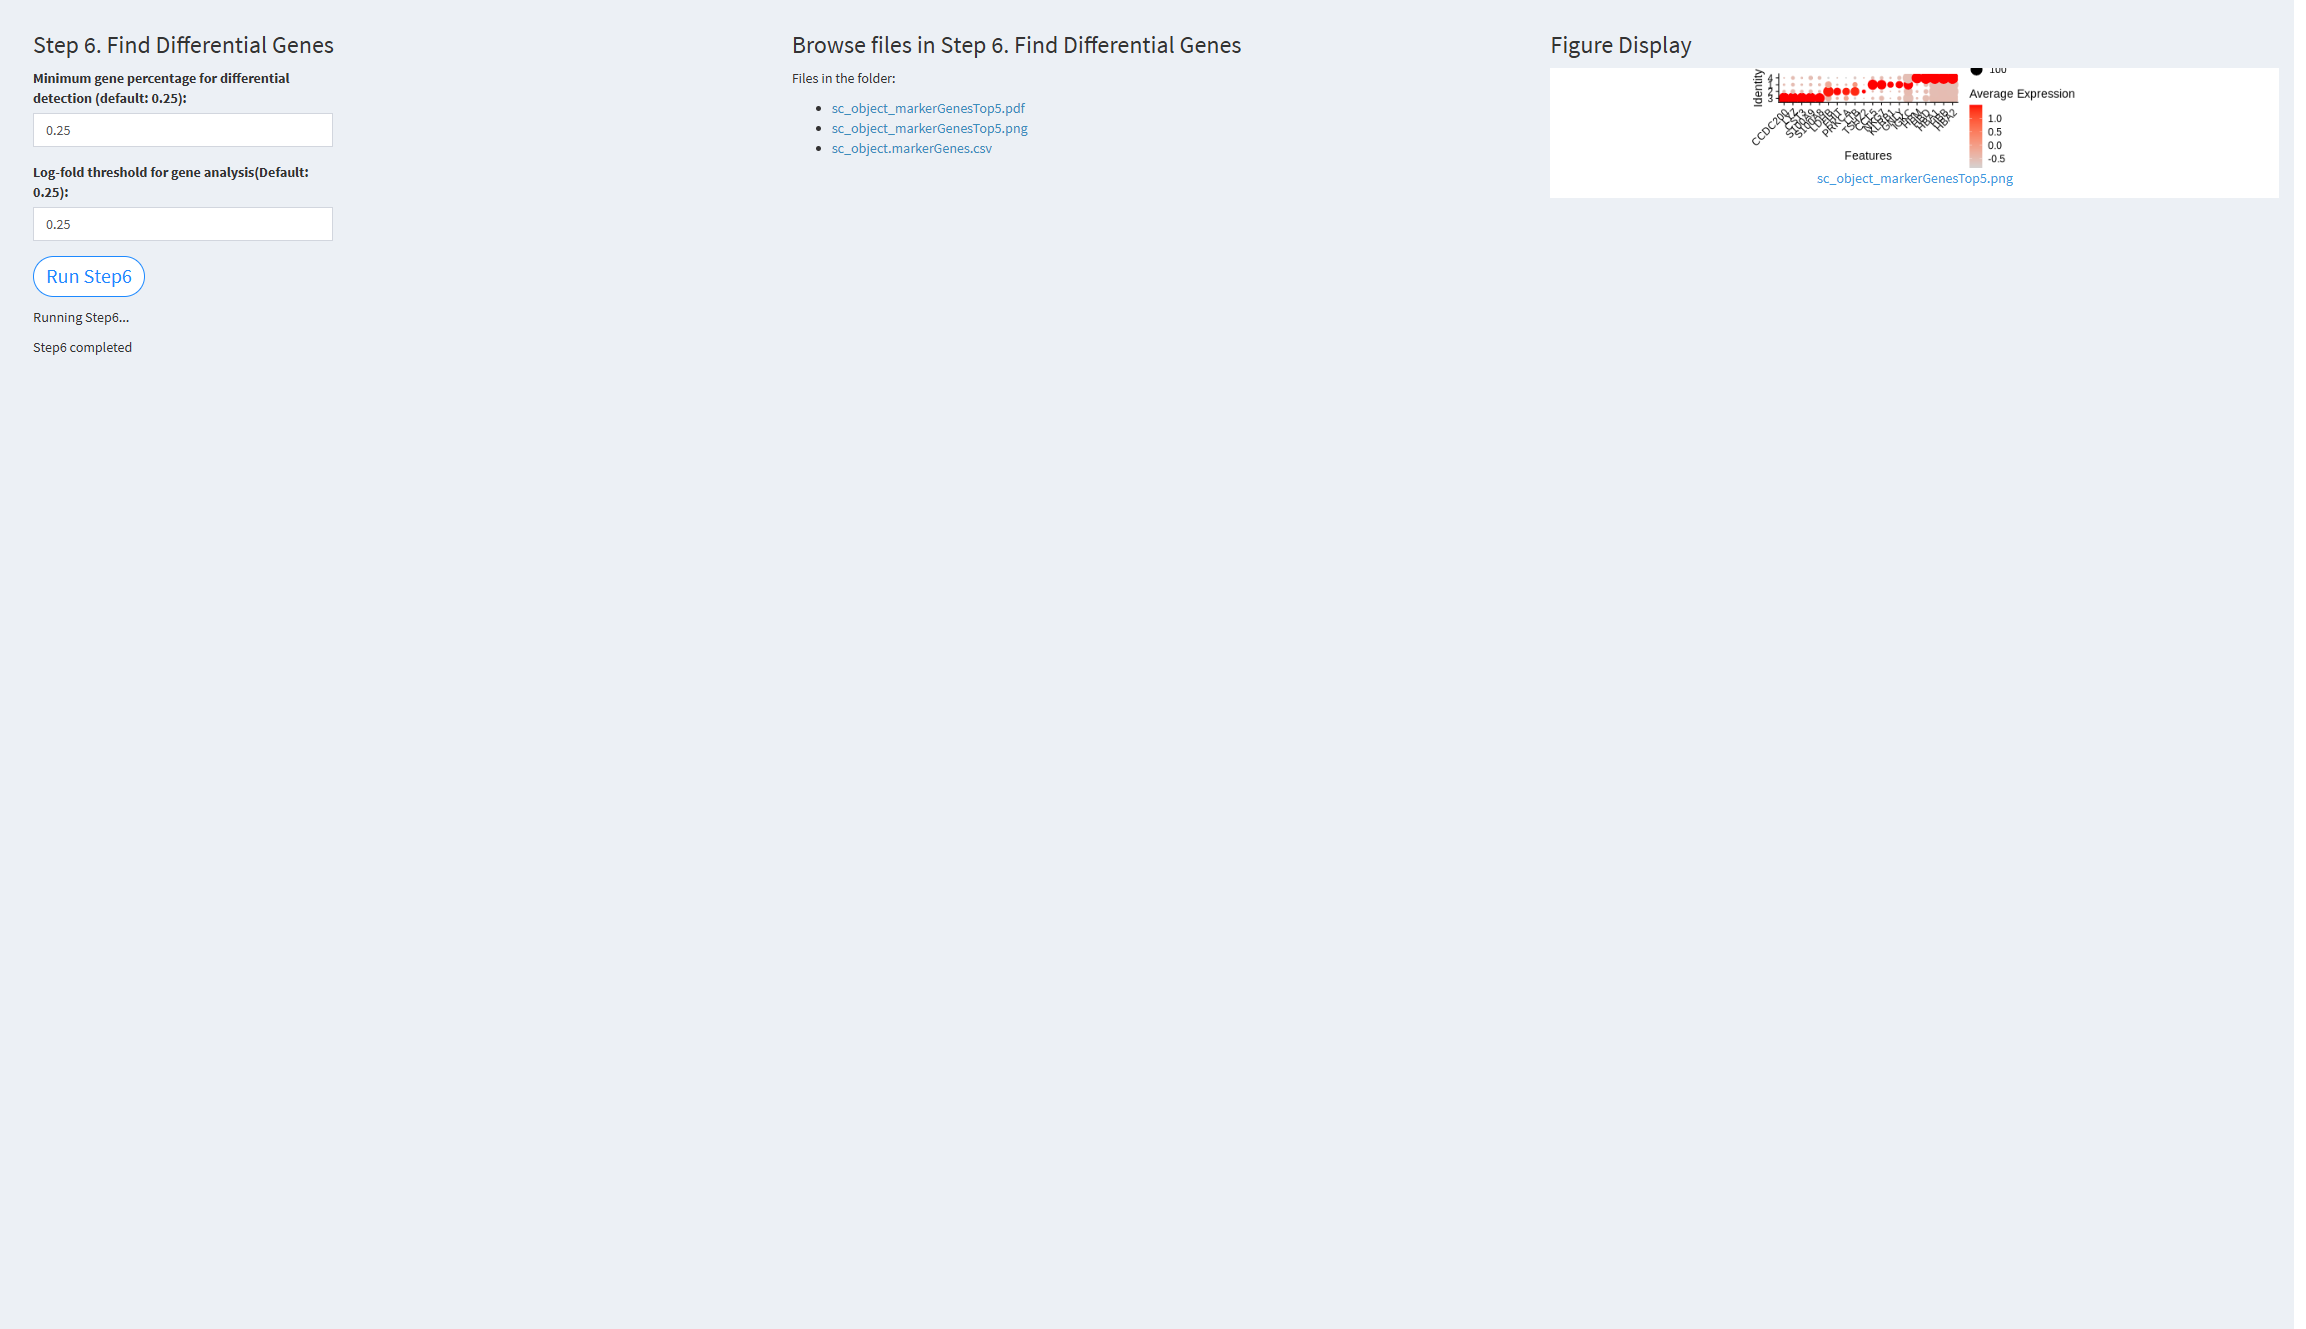 Step 6. Find Differential Genes
Minimum gene percentage for differential
detection (default: 0.25):
0.25
Log-fold threshold for gene analysis(Default:
0.25):
0.25
Run Step6
Running Step6...
Step6 completed
Browse files in Step 6. Find Differential Genes
Files in the folder:
sc_object_markerGenesTop5.pdf
sc_object_markerGenesTop5.png
sc_object.markerGenes.csv
Figure Display
100
Identity
4
3
Average Expression
1.0
0.5
0.0
-0.5
CCDC200
S100A9
HBA2
Features
sc_object_markerGenesTop5.png